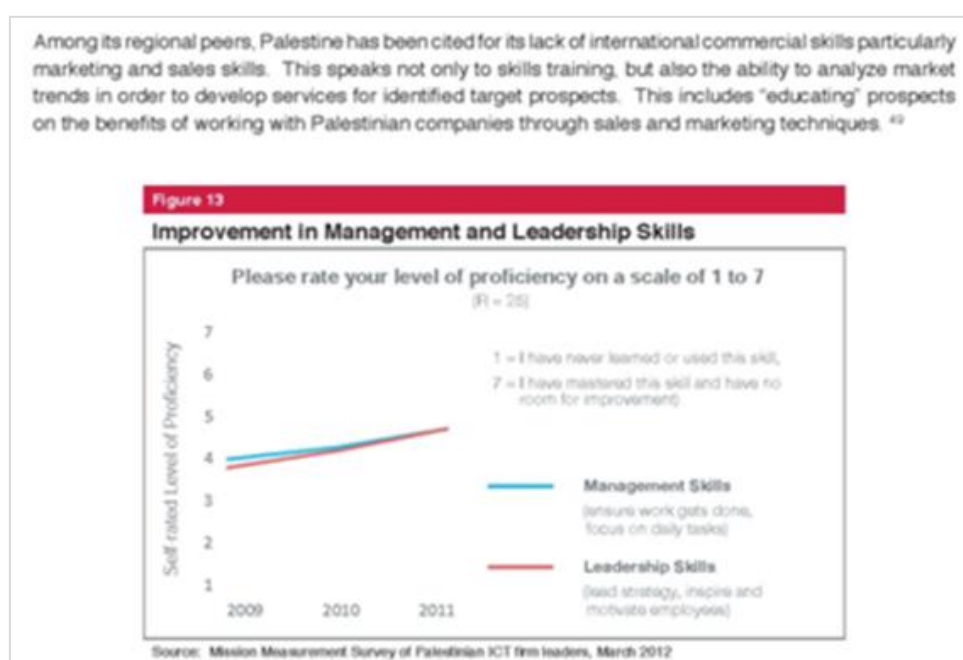 Among its regional peers, Palestine has been cited for its lack of international commercial skills particularly
marketing and sales skills. This speaks not only to skills training, but also the ability to analyze market
trends in order to develop services for identified target prospects. This includes "educating" prospects
on the benefits of working with Palestinian companies through sales and marketing techniques. 49
Figure 13
Improvement in Management and Leadership Skills
Please rate your level of proficiency on a scale of 1 to 7
7
1 = I have never learned or used this skill,
6
7 = I have mastered this skill and have no
room for improvement)
5
4
3
2
1
Self rated Level of Proficiency
Management Skills
(ensure work gets done,
focus on daily tasks)
Leadership Skills
(lead strategy, inspire and
motivate employees)
2009 2010 2011
Source: Mission Measurement Survey of Palestinian ICT firm leaders, March 2012